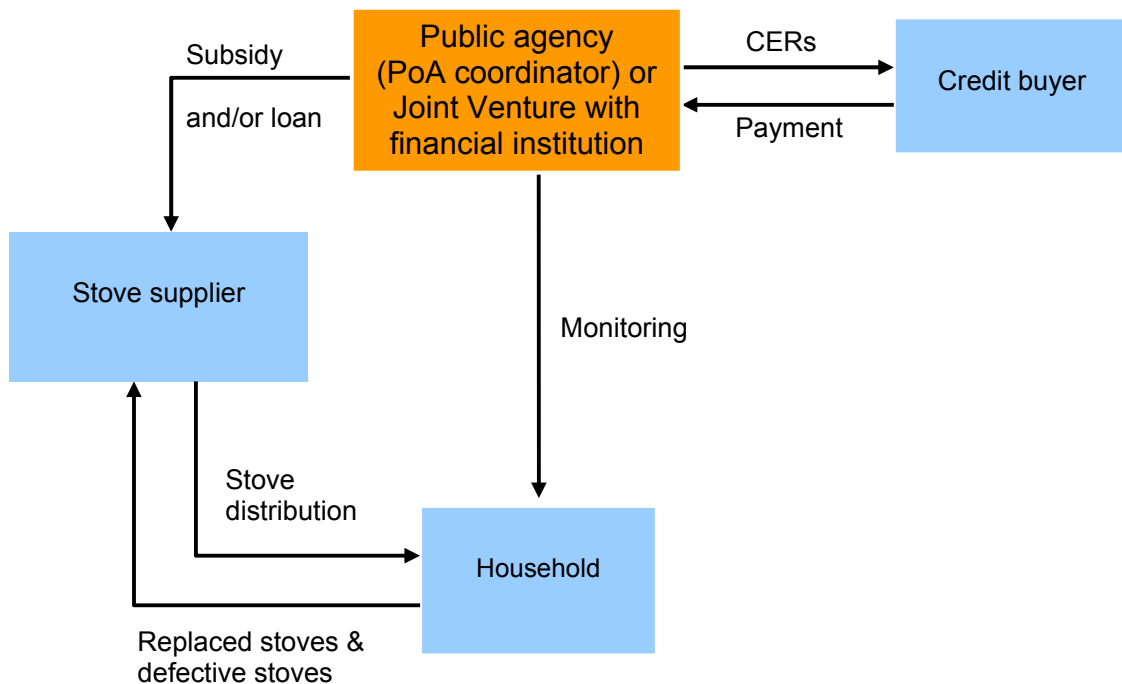 Subsidy
and/or loan
Public agency
(PoA coordinator) or
Joint Venture with
financial institution
CERs
Payment
Credit buyer
Stove supplier
Monitoring
Stove
distribution
Household
Replaced stoves &
defective stoves